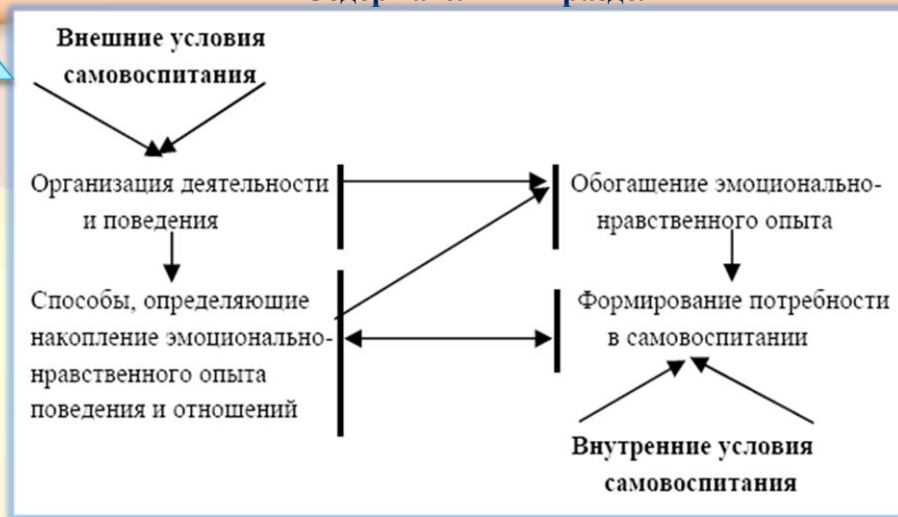 Внешние условия
самовоспитания
Организация деятельности
и поведения
Способы, определяющие
накопление эмоционально-
нравственного опыта
поведения и отношений
Обогащение эмоционально-
нравственного опыта
Формирование потребности
в самовоспитании
Внутренние условия
самовоспитания